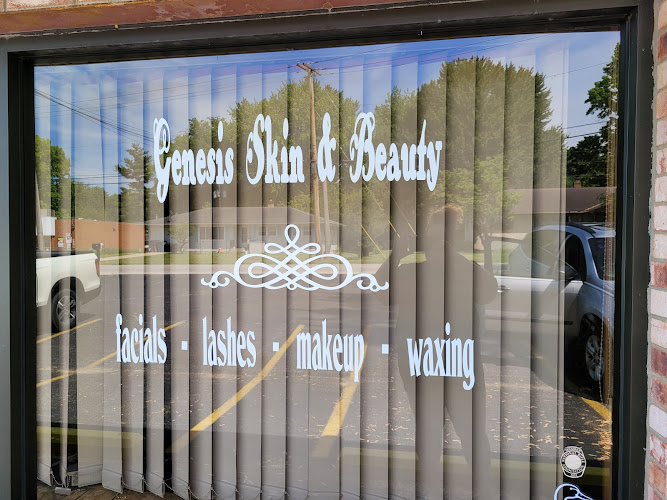 Genesis Skin & Beauty
facials · lashes · makeup · waxing